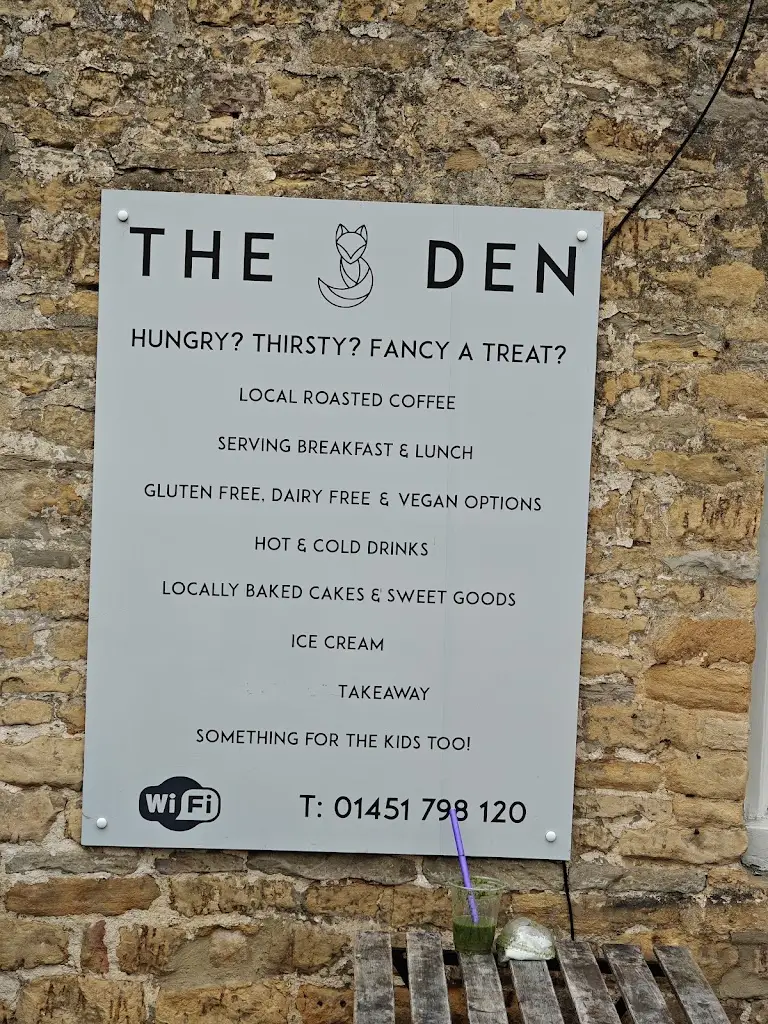 THE DEN
HUNGRY? THIRSTY? FANCY A TREAT?
LOCAL ROASTED COFFEE
SERVING BREAKFAST & LUNCH
GLUTEN FREE, DAIRY FREE & VEGAN OPTIONS
HOT & COLD DRINKS
LOCALLY BAKED CAKES & SWEET GOODS
ICE CREAM
TAKEAWAY
SOMETHING FOR THE KIDS TOO!
WiFi T: 01451 798 120